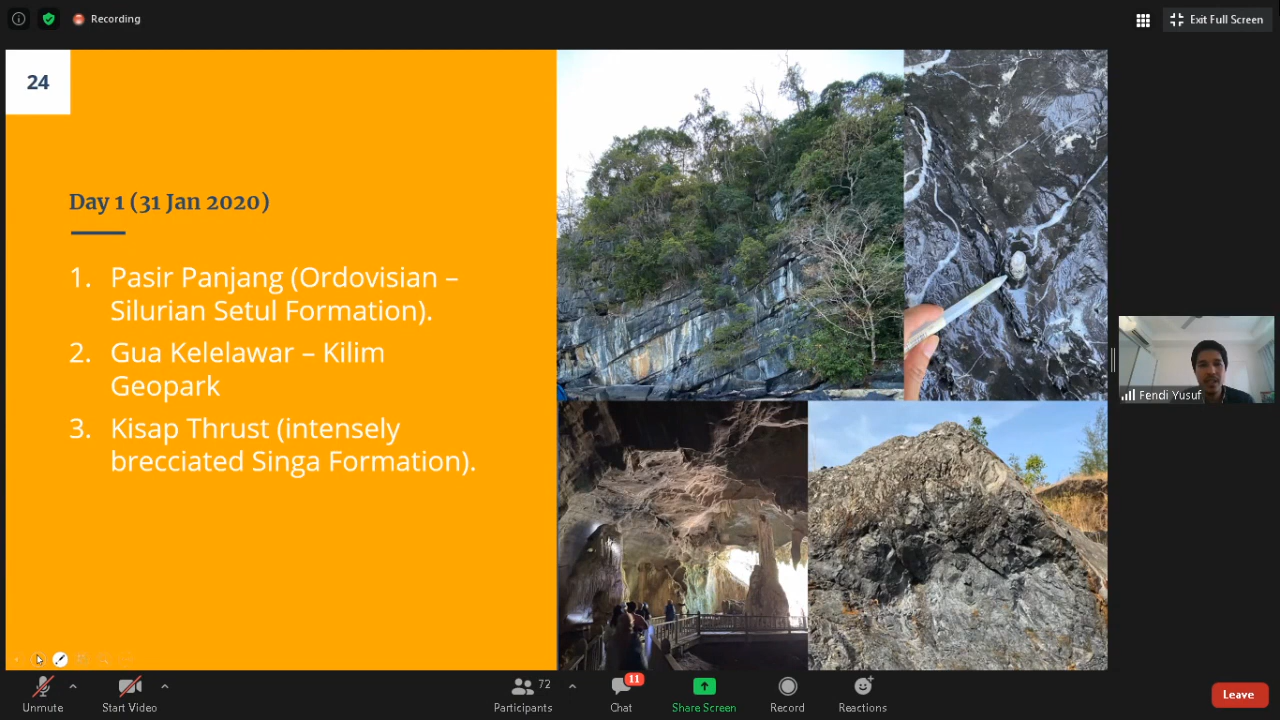 Recording
Exit Full Screen
24
Day 1 (31 Jan 2020)
1. Pasir Panjang (Ordovisian –
Silurian Setul Formation).
2. Gua Kelelawar – Kilim
Geopark
3. Kisap Thrust (intensely
brecciated Singa Formation).
Fendi Yusuf
Unmute
Start Video
72
Participants
11
Chat
Share Screen
Record
Reactions
Leave